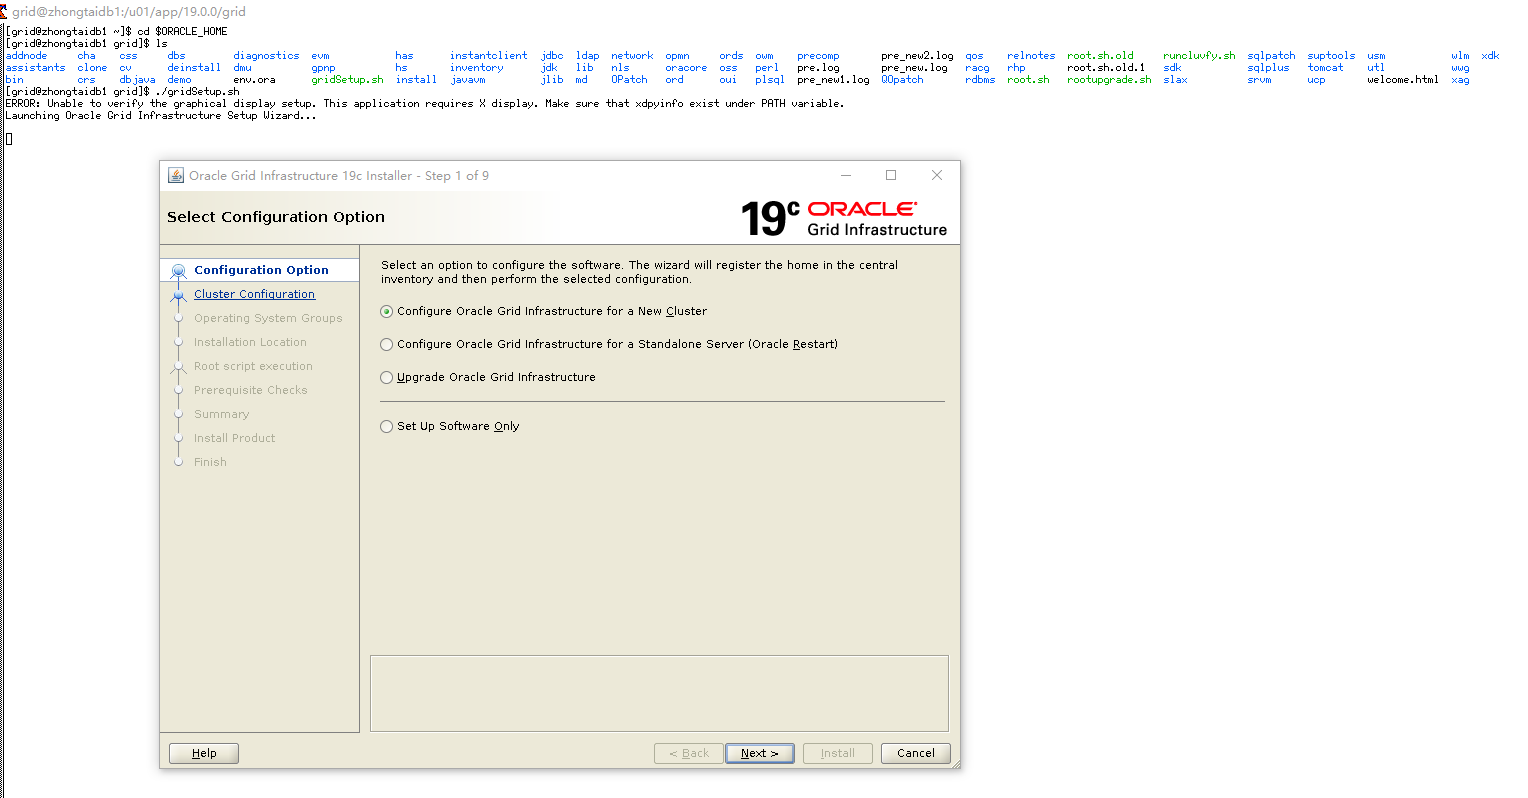 grid@zhongtaidb1:/u01/app/19.0.0/grid
[grid@zhongtaidb1 ~]$ cd $ORACLE_HOME
[grid@zhongtaidb1 grid]$ ls
addnode cha css dbs diagnostics evm has instantclient jdbc ldap network opmn ords owm precomp pre_new2.log qos relnotes root.sh.old runcluvfy.sh sqlpatch suptools usm wlm xdk
assistants clone cv deinstall dmu gpnp hs inventory jdk lib nls oracore oss perl pre.log pre_new.log racg rhp root.sh.old.1 sdk sqlplus tomcat utl wwg
bin crs dbjava demo env.ora gridSetup.sh install javavm jlib md OPatch ord oui plsql pre_new1.log QOpatch rdbms root.sh rootupgrade.sh slax srvm ucp welcome.html xag
[grid@zhongtaidb1 grid]$ ./gridSetup.sh
ERROR: Unable to verify the graphical display setup. This application requires X display. Make sure that xdpyinfo exist under PATH variable.
Launching Oracle Grid Infrastructure Setup Wizard...
Oracle Grid Infrastructure 19c Installer - Step 1 of 9
Select Configuration Option
19c ORACLE
Grid Infrastructure
Configuration Option
Cluster Configuration
Operating System Groups
Installation Location
Root script execution
Prerequisite Checks
Summary
Install Product
Finish
Select an option to configure the software. The wizard will register the home in the central
inventory and then perform the selected configuration.
Configure Oracle Grid Infrastructure for a New Cluster
Configure Oracle Grid Infrastructure for a Standalone Server (Oracle Restart)
Upgrade Oracle Grid Infrastructure
Set Up Software Only
Help
< Back
Next >
Install
Cancel